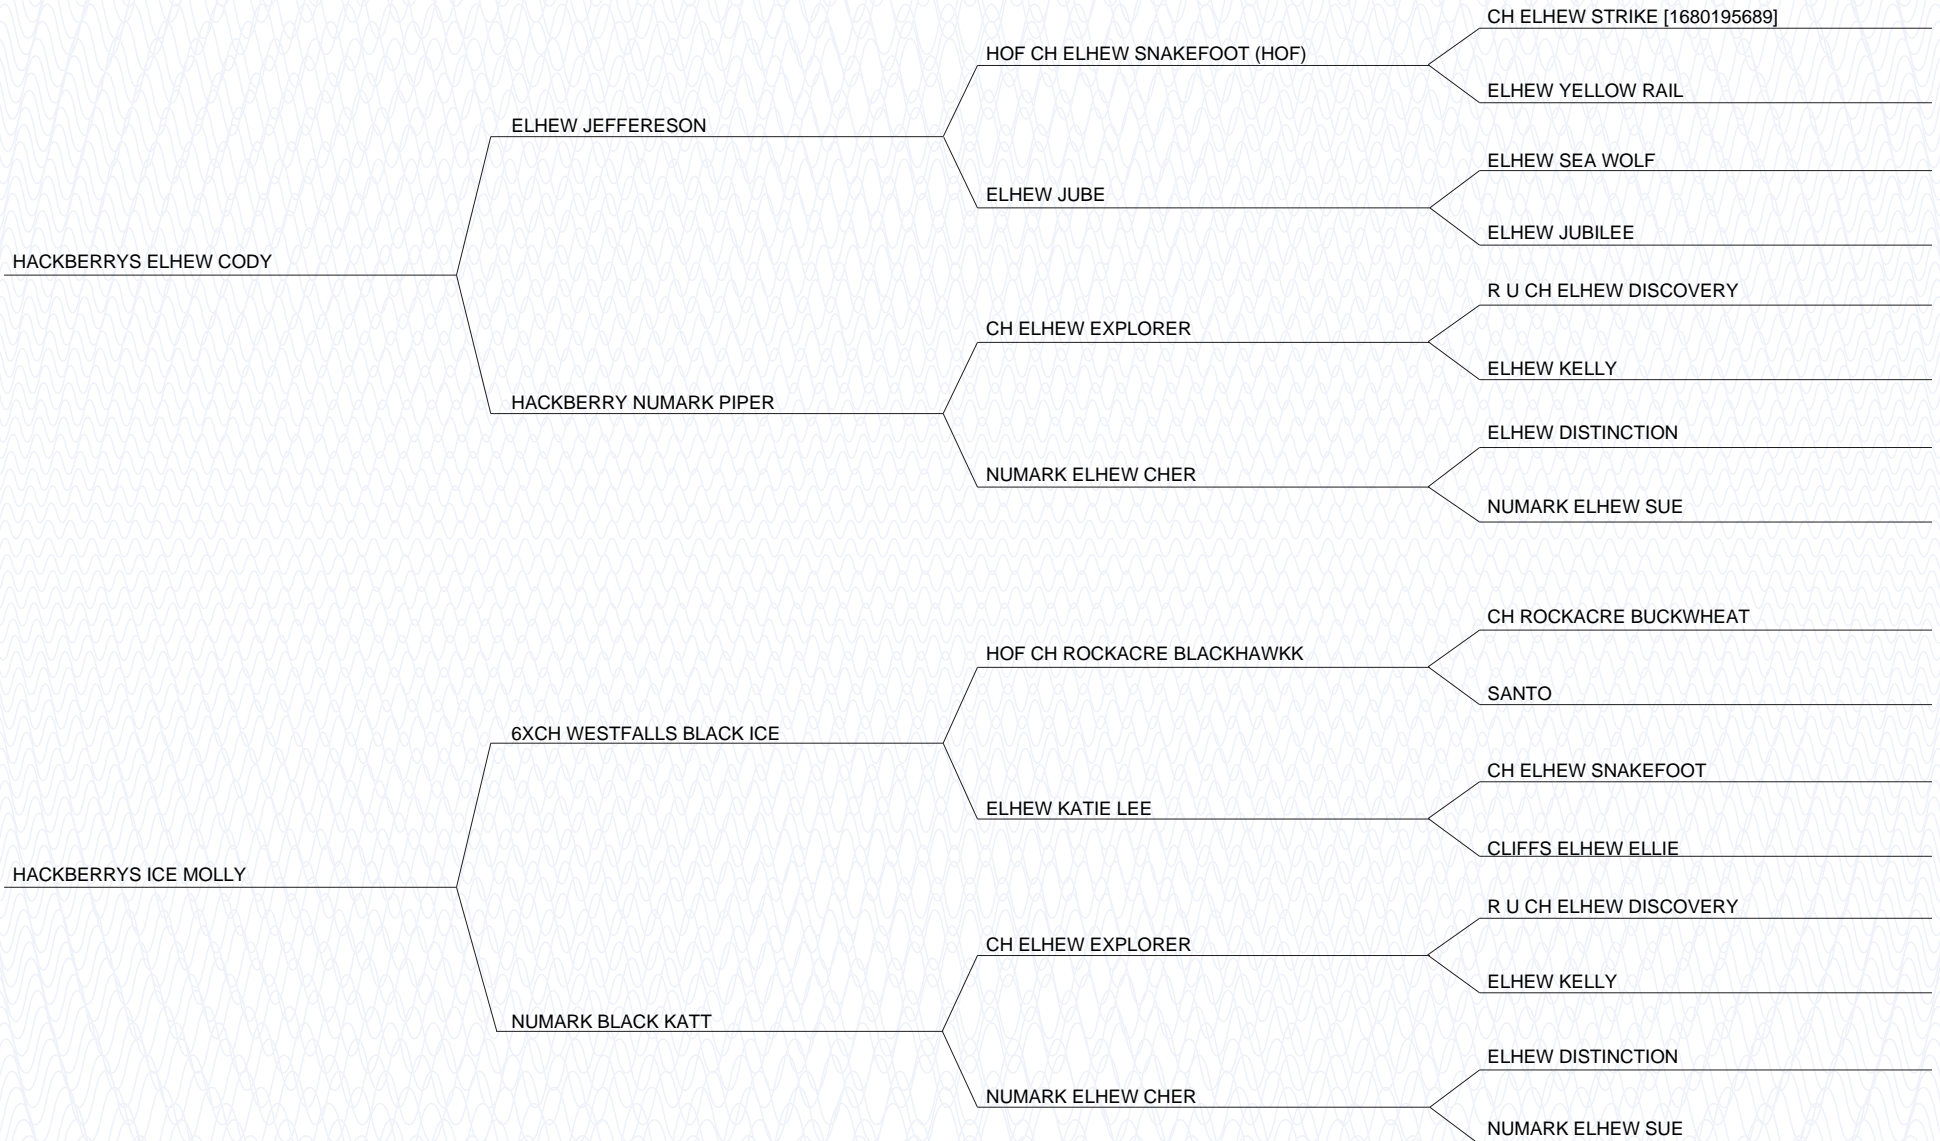 CH ELHEW STRIKE [1680195689]
HOF CH ELHEW SNAKEFOOT (HOF)
ELHEW YELLOW RAIL
ELHEW JEFFERESON
ELHEW SEA WOLF
ELHEW JUBE
ELHEW JUBILEE
HACKBERRYS ELHEW CODY
R U CH ELHEW DISCOVERY
CH ELHEW EXPLORER
ELHEW KELLY
HACKBERRY NUMARK PIPER
ELHEW DISTINCTION
NUMARK ELHEW CHER
NUMARK ELHEW SUE
CH ROCKACRE BUCKWHEAT
HOF CH ROCKACRE BLACKHAWKK
SANTO
6XCH WESTFALLS BLACK ICE
CH ELHEW SNAKEFOOT
ELHEW KATIE LEE
CLIFFS ELHEW ELLIE
HACKBERRYS ICE MOLLY
R U CH ELHEW DISCOVERY
CH ELHEW EXPLORER
ELHEW KELLY
NUMARK BLACK KATT
ELHEW DISTINCTION
NUMARK ELHEW CHER
NUMARK ELHEW SUE